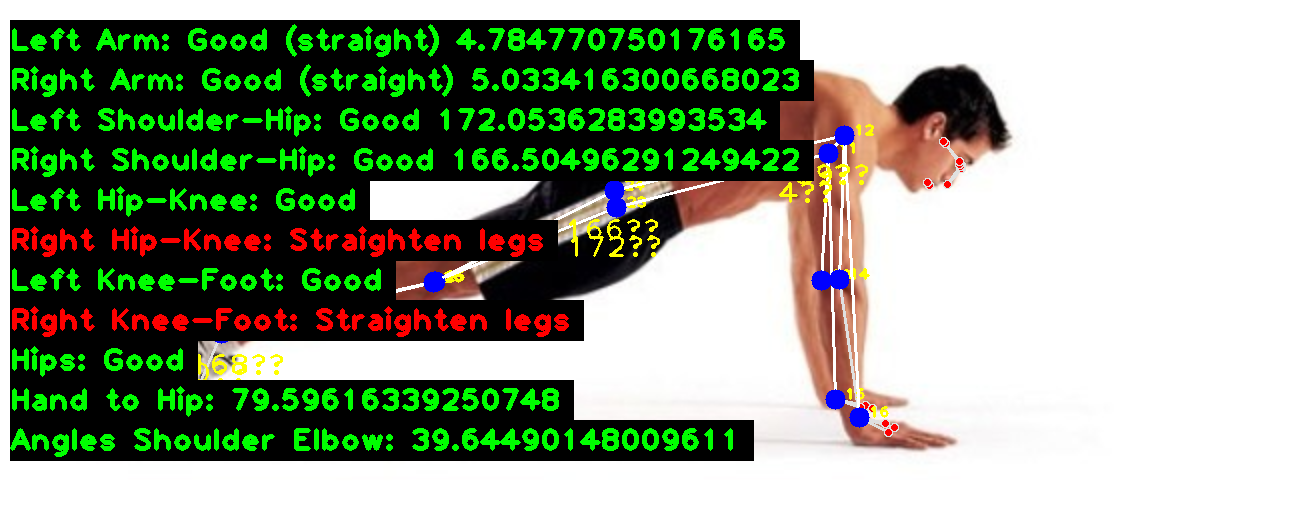 Left Arm: Good (straight) 4.784770750176165
Right Arm: Good (straight) 5.033416300668023
12
Left Shoulder-Hip: Good 172.0536283993534
Right Shoulder-Hip: Good 166.50496291249422
4??
Left Hip-Knee: Good
166??
Right Hip-Knee: Straighten legs
172??
Left Knee-Foot: Good
14
Right Knee-Foot: Straighten legs
Hips: Good
168??
Hand to Hip: 79.59616339250748
16
Angles Shoulder Elbow: 39.64490148009611